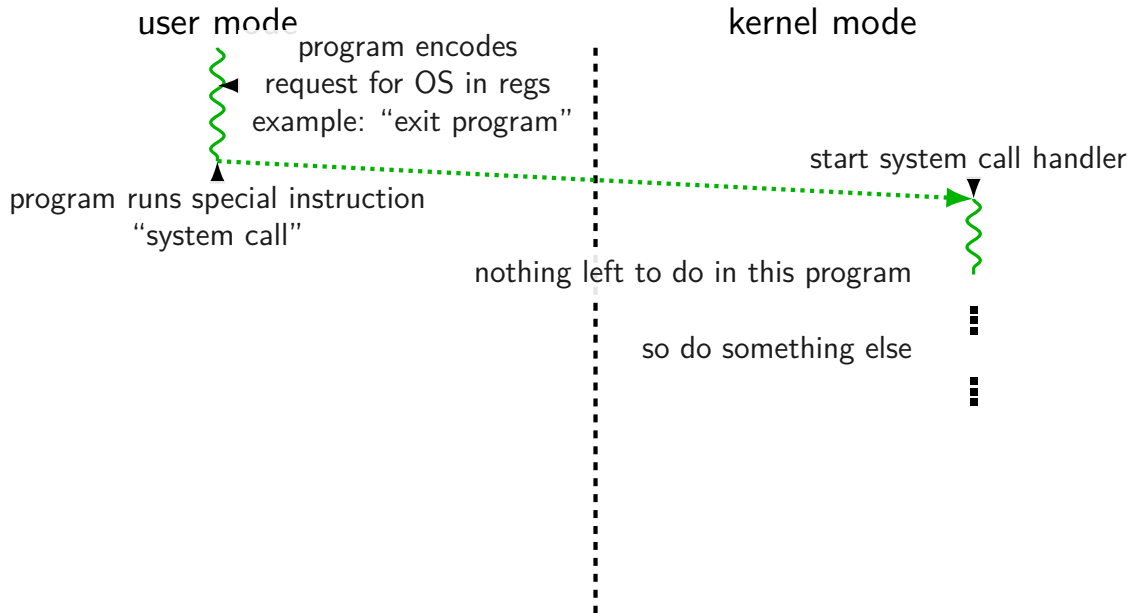 user mode
kernel mode
program encodes
request for OS in regs
example: “exit program”
start system call handler
program runs special instruction
“system call”
nothing left to do in this program
so do something else